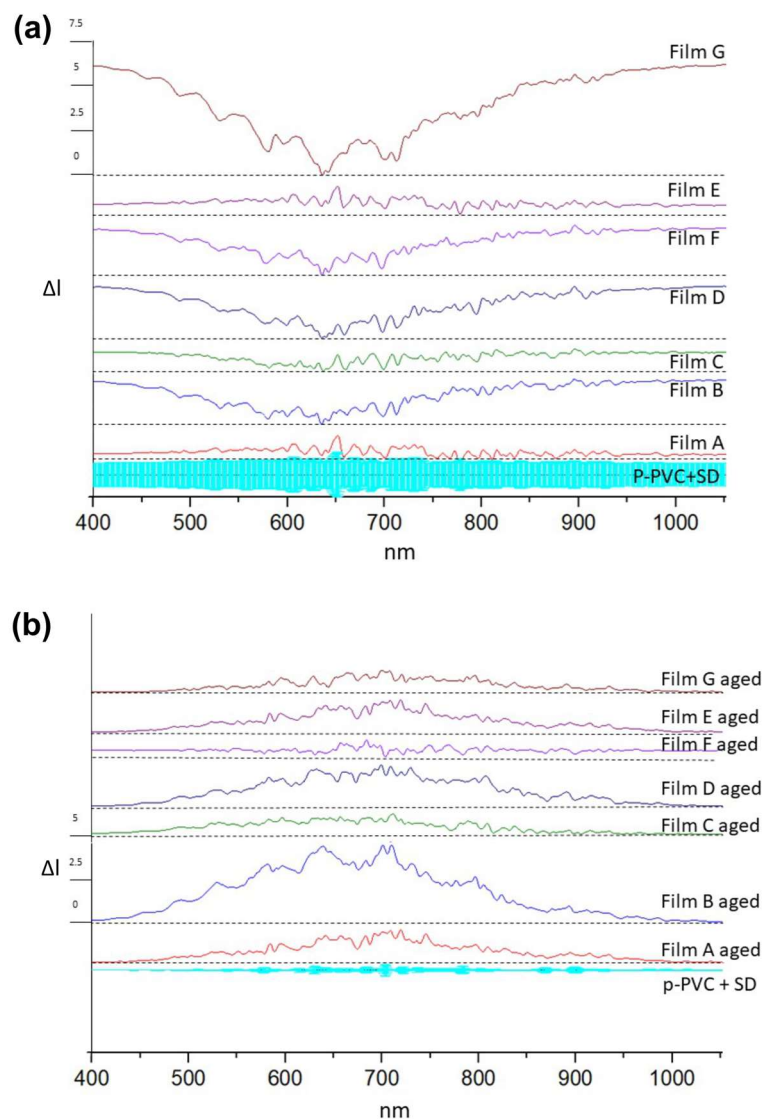 (a)
7.5
5
2.5
0
Film G
Film E
Film F
Film D
Film C
Film B
Film A
P-PVC+SD
ΔI
400 500 600 700 800 900 1000
nm
(b)
Film G aged
Film E aged
Film F aged
Film D aged
Film C aged
5
ΔI
2.5
0
Film B aged
Film A aged
p-PVC + SD
400 500 600 700 800 900 1000
nm